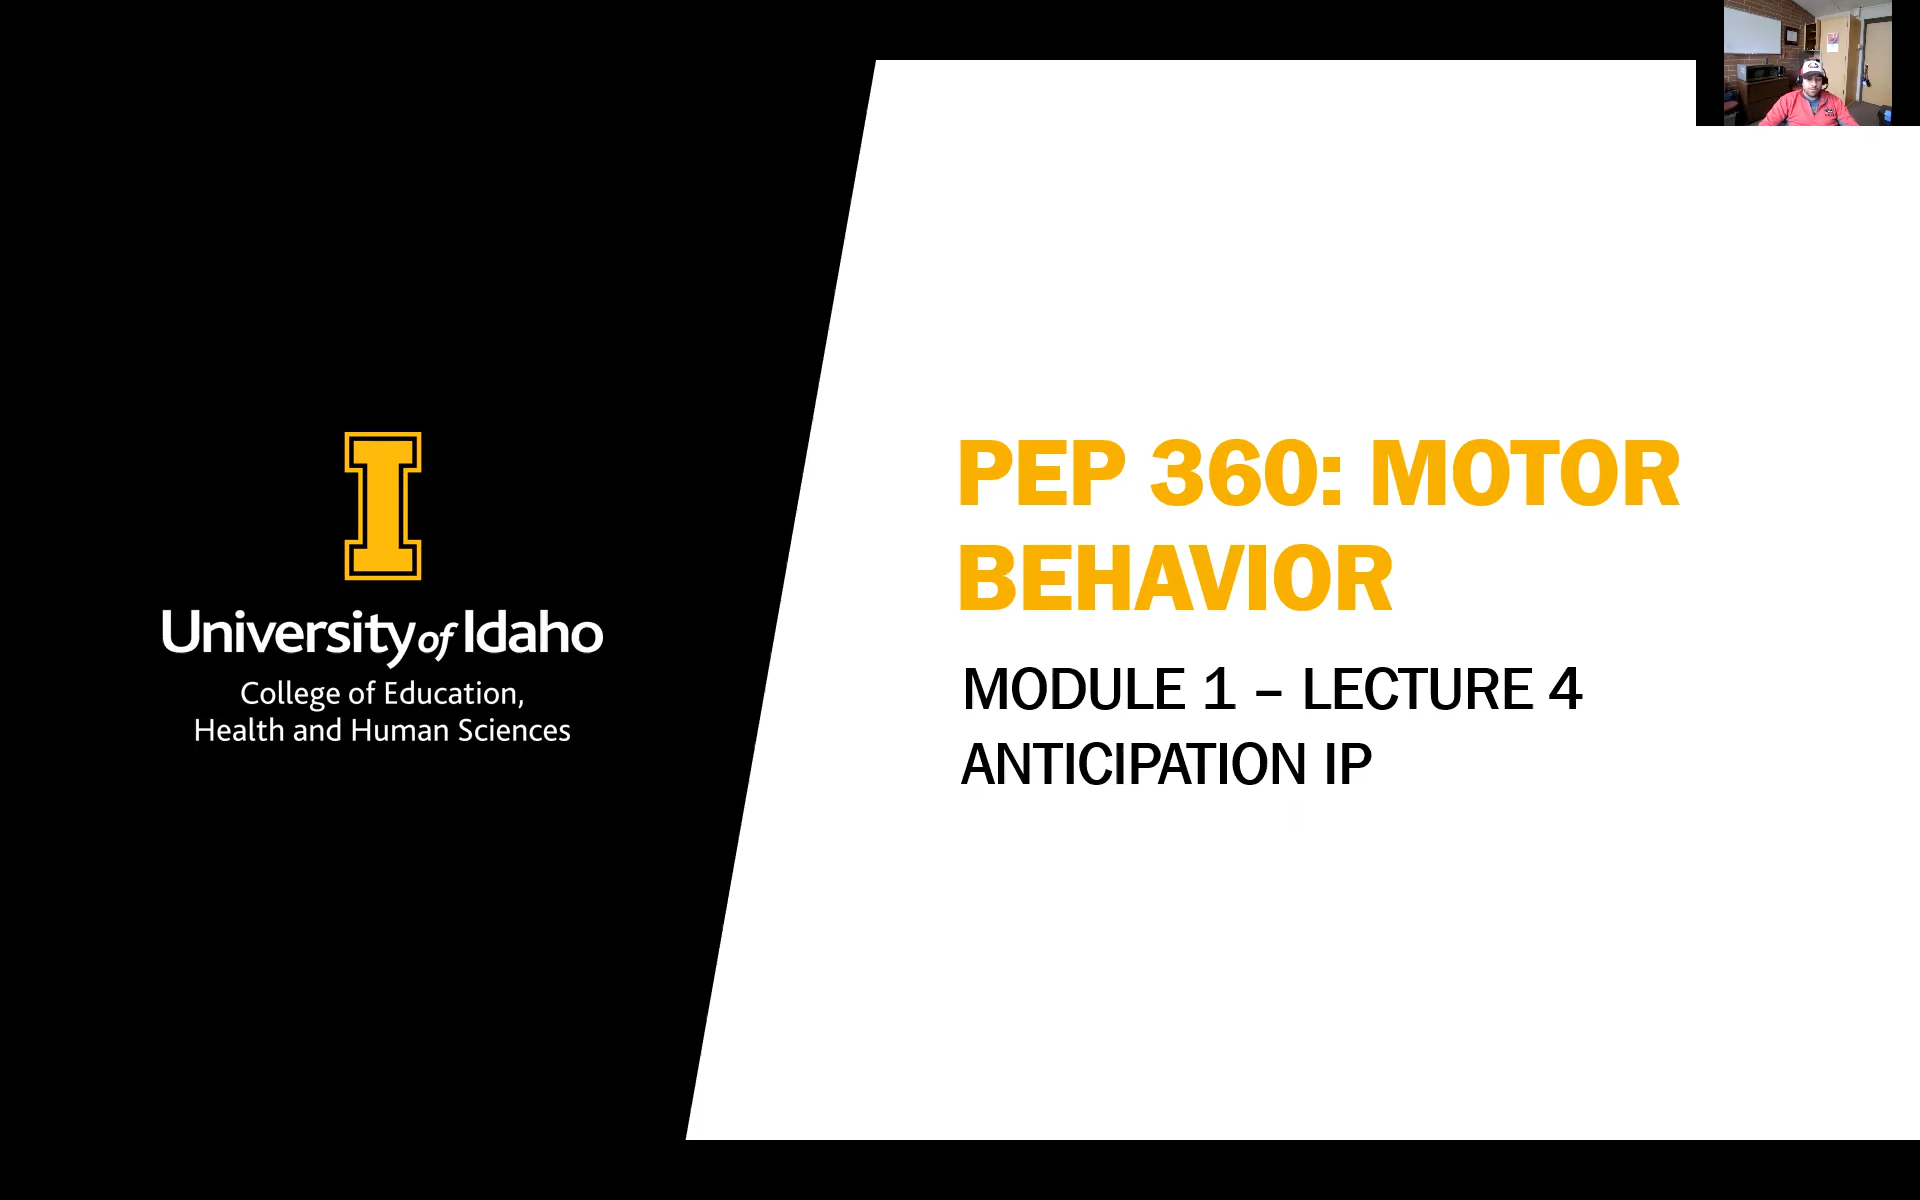 PEP 360: MOTOR
BEHAVIOR
MODULE 1 – LECTURE 4
ANTICIPATION IP
I
University of Idaho
College of Education,
Health and Human Sciences